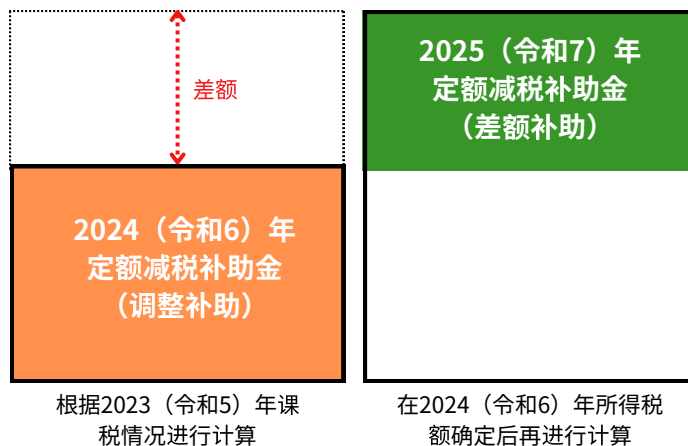 差额
2024（令和6）年
定额减税补助金
（调整补助）
根据2023（令和5）年课
税情况进行计算
2025（令和7）年
定额减税补助金
（差额补助）
在2024（令和6）年所得税
额确定后再进行计算